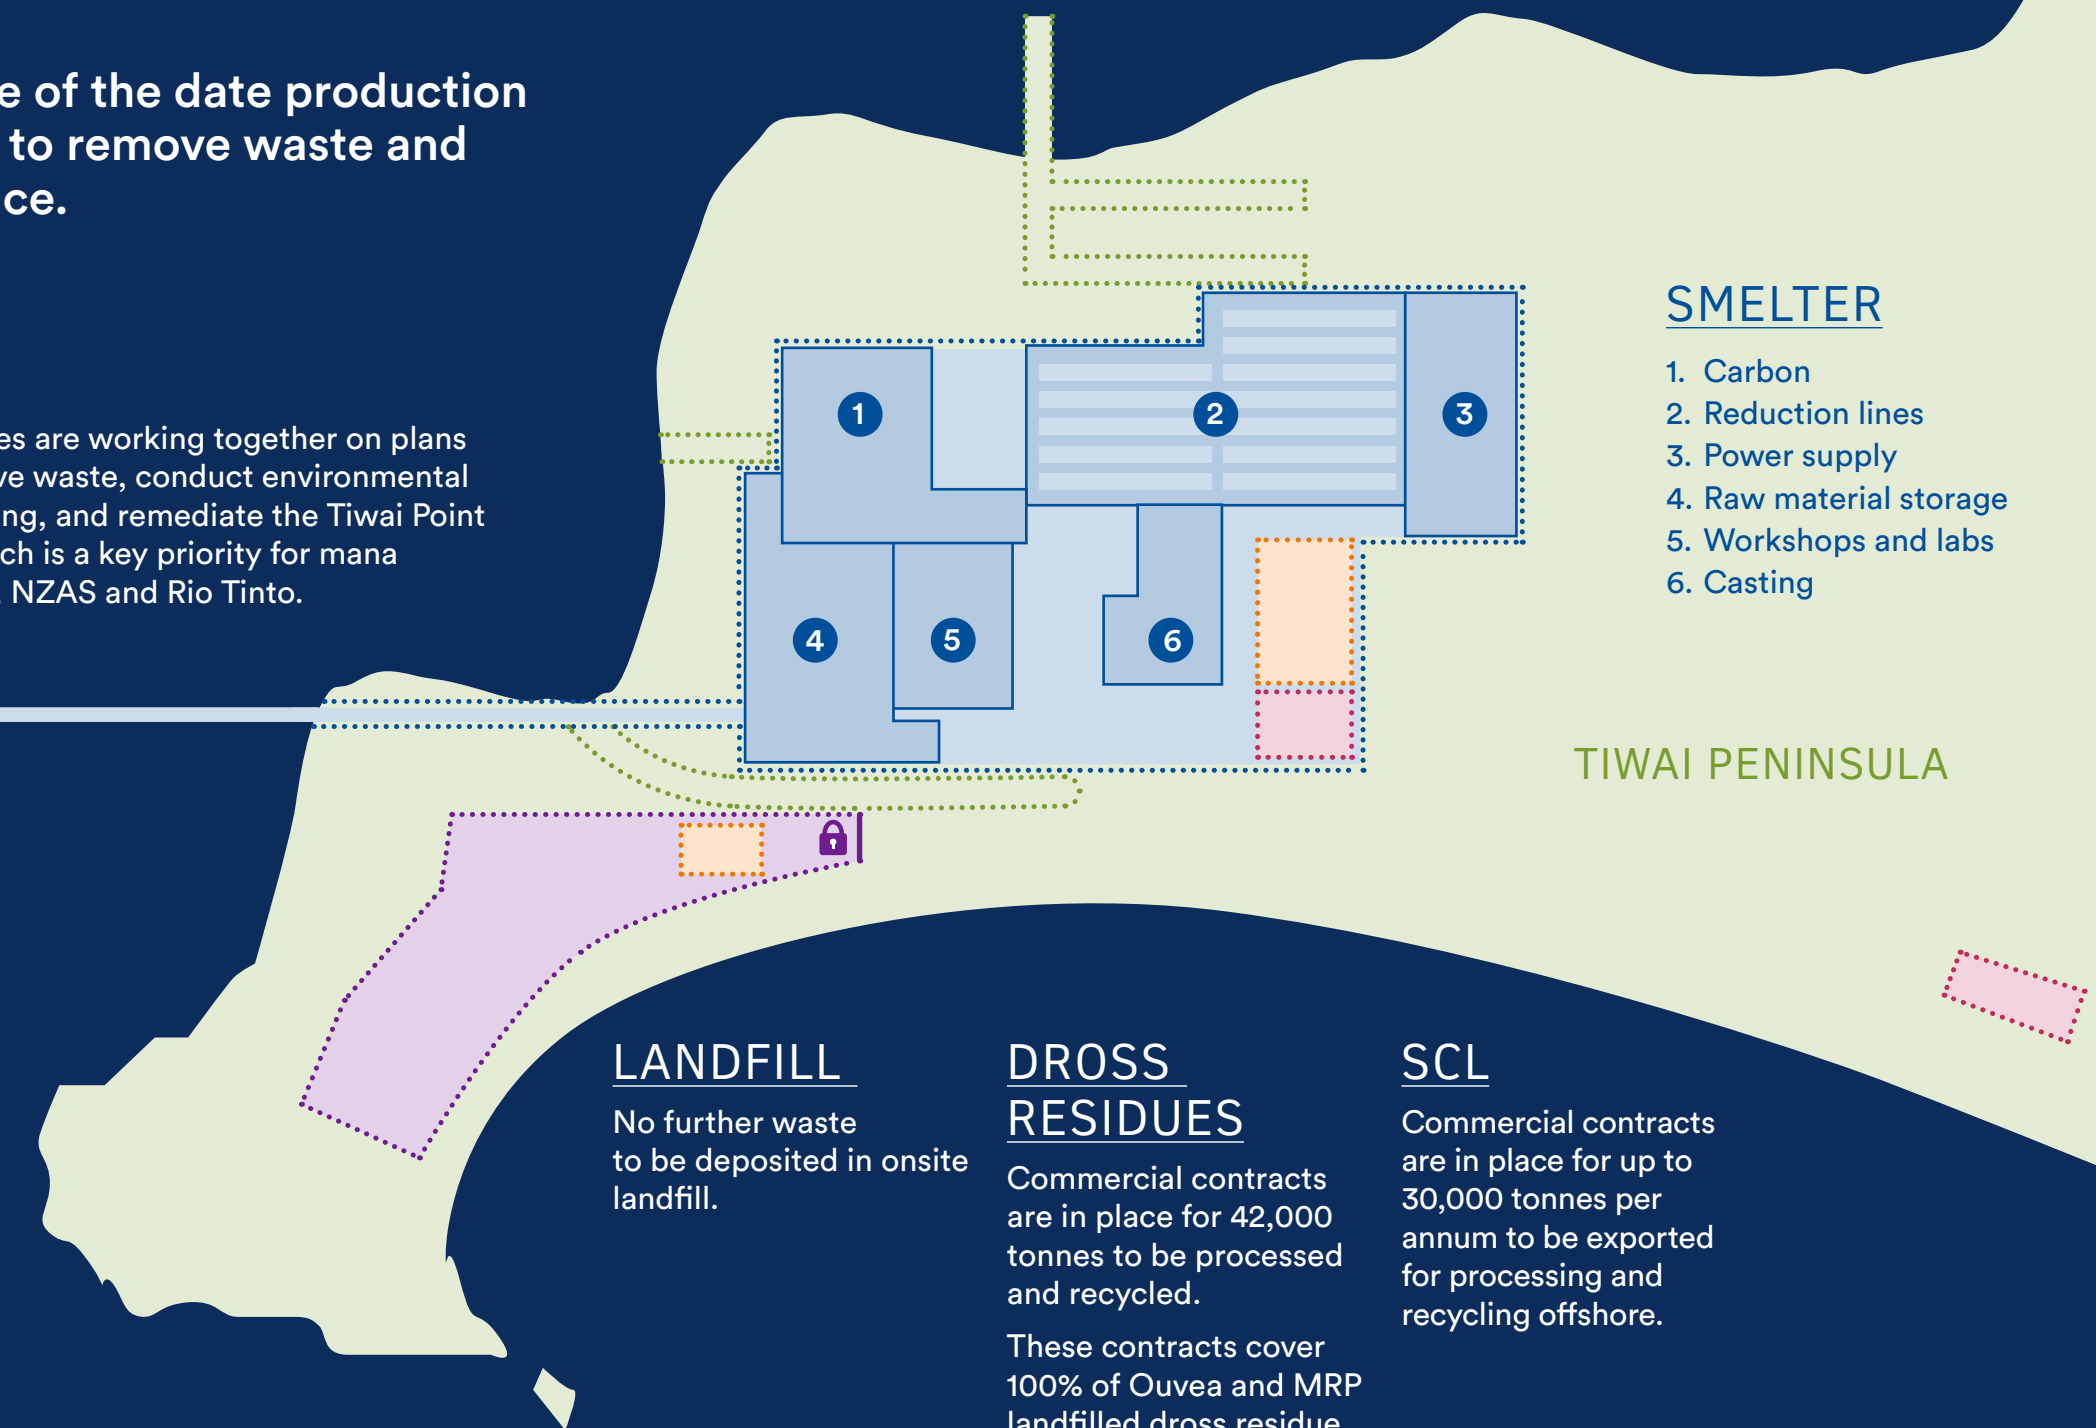 e of the date production
to remove waste and
ce.
es are working together on plans
ve waste, conduct environmental
ng, and remediate the Tiwai Point
ch is a key priority for mana
NZAS and Rio Tinto.
1
2
3
4
5
6
SMELTER
1. Carbon
2. Reduction lines
3. Power supply
4. Raw material storage
5. Workshops and labs
6. Casting
TIWAI PENINSULA
LANDFILL
No further waste
to be deposited in onsite
landfill.
DROSS
RESIDUES
Commercial contracts
are in place for 42,000
tonnes to be processed
and recycled.
These contracts cover
100% of Ouvea and MRP
landfilled dross residue
SCL
Commercial contracts
are in place for up to
30,000 tonnes per
annum to be exported
for processing and
recycling offshore.